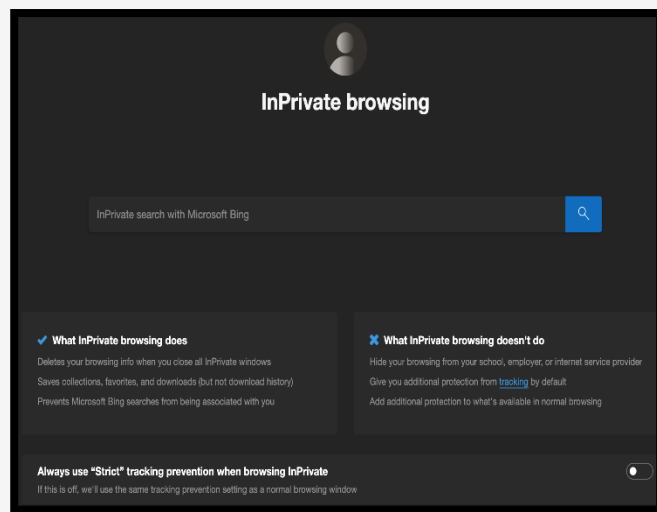 InPrivate browsing
InPrivate search with Microsoft Bing
What InPrivate browsing does
Deletes your browsing info when you close all InPrivate windows
Saves collections, favorites, and downloads (but not download history)
Prevents Microsoft Bing searches from being associated with you
What InPrivate browsing doesn't do
Hide your browsing from your school, employer, or internet service provider
Give you additional protection from tracking by default
Add additional protection to what's available in normal browsing
Always use “Strict” tracking prevention when browsing InPrivate
If this is off, we'll use the same tracking prevention setting as a normal browsing window